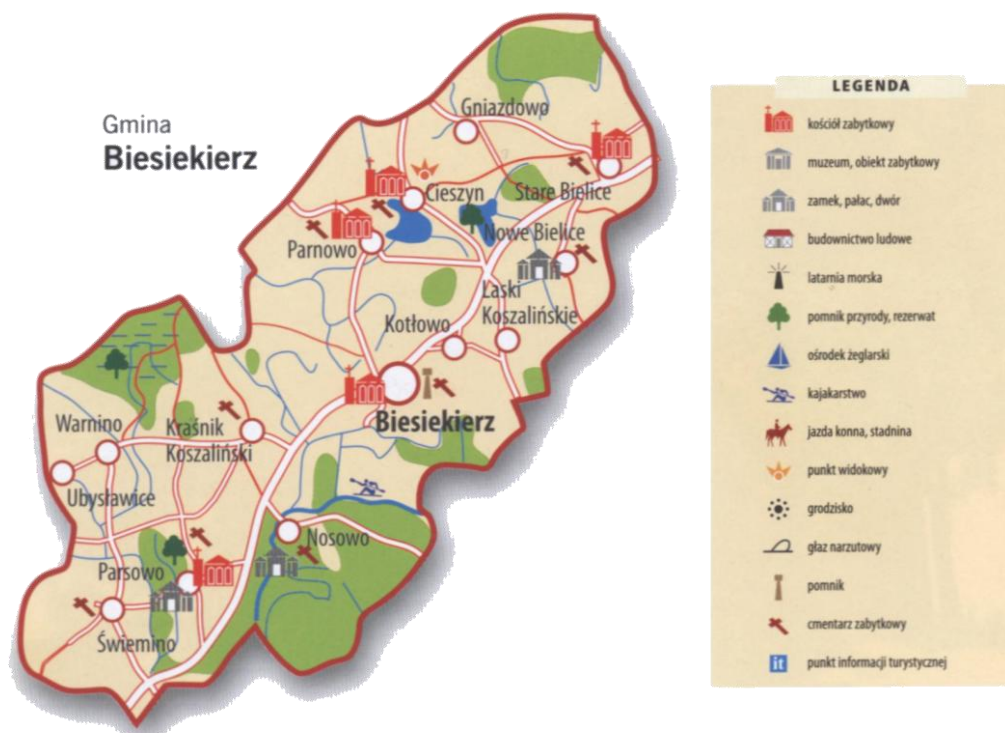 Gmina
Biesiekierz
Gniazdowo
Cieszyn
Stare Bielice
Parnowo
Nowe Bielice
Łaski
Koszalińskie
Kotłowo
Biesiekierz
Warnino
Kraśnik
Koszaliński
Ubysławice
Nosowo
Parsowo
Świemino
LEGENDA
kościół zabytkowy
muzeum, obiekt zabytkowy
zamek, pałac, dwór
budownictwo ludowe
latarnia morska
pomnik przyrody, rezerwat
ośrodek żeglarski
kajakarstwo
jazda konna, stadnina
punkt widokowy
grodzisko
głaz narzutowy
pomnik
cmentarz zabytkowy
it punkt informacji turystycznej